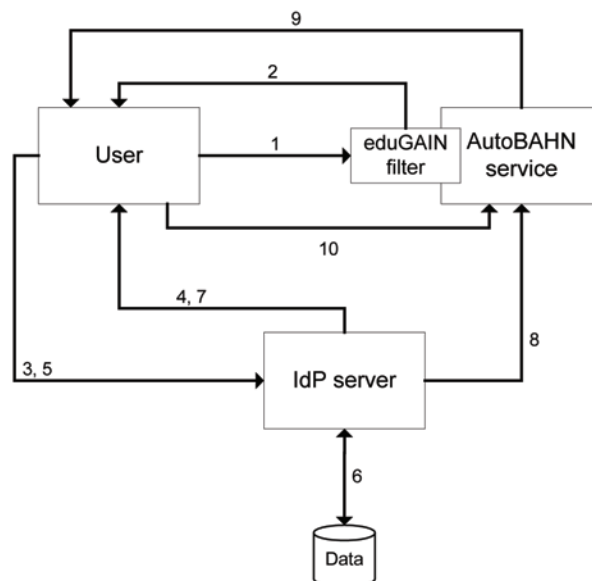 9
2
User
1
eduGAIN
filter
AutoBAHN
service
10
4, 7
3, 5
IdP server
8
6
Data